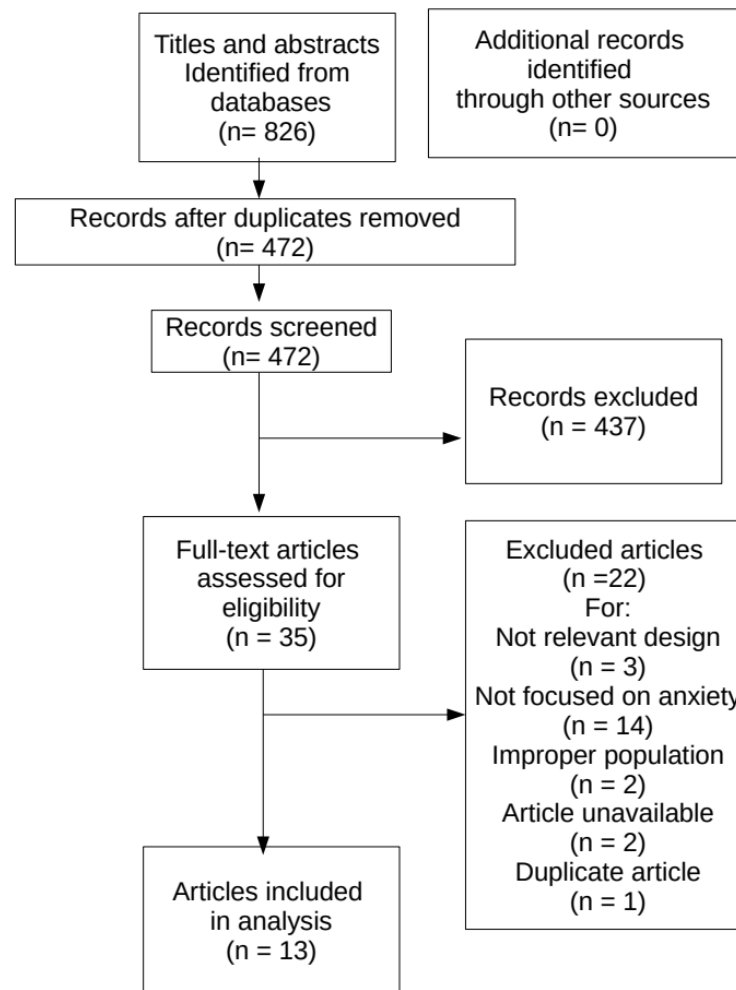 Titles and abstracts
Identified from
databases
(n= 826)
Additional records
identified
through other sources
(n= 0)
Records after duplicates removed
(n= 472)
Records screened
(n= 472)
Records excluded
(n = 437)
Full-text articles
assessed for
eligibility
(n = 35)
Excluded articles
(n =22)
For:
Not relevant design
(n = 3)
Not focused on anxiety
(n = 14)
Improper population
(n = 2)
Article unavailable
(n = 2)
Duplicate article
(n = 1)
Articles included
in analysis
(n = 13)